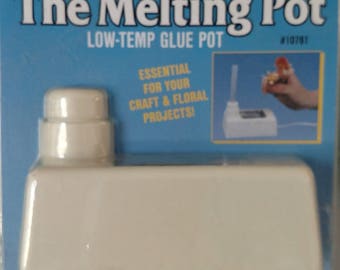 The Melting Pot
LOW-TEMP GLUE POT
#10781
ESSENTIAL
FOR YOUR
CRAFT & FLORAL
PROJECTS!